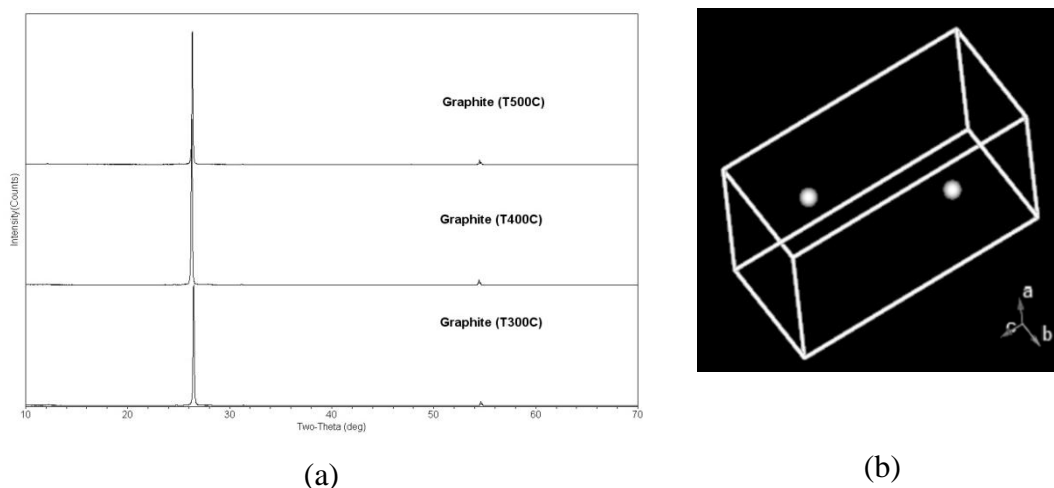 Graphite (T500C)
Graphite (T400C)
Graphite (T300C)
Intensity(Counts)
10 20 30 40 50 60 70
Two-Theta (deg)
(a)
a
c
b
(b)